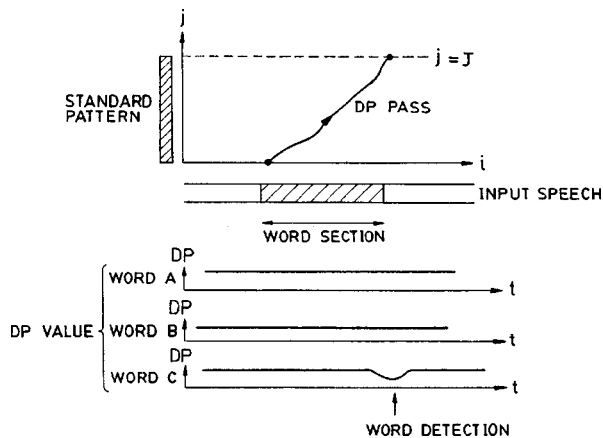 j
j = J
STANDARD
PATTERN
DP PASS
i
INPUT SPEECH
WORD SECTION
DP
WORD A
t
DP
DP VALUE
WORD B
t
DP
WORD C
t
WORD DETECTION